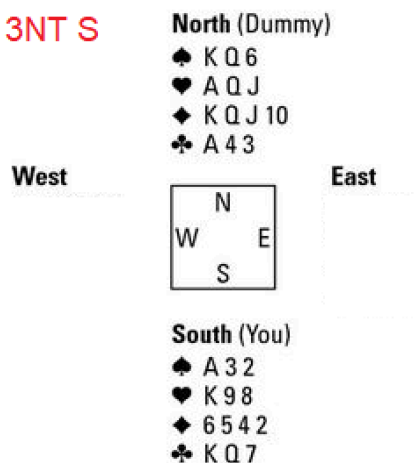 3NT S
North (Dummy)
♠ K Q 6
♥ A Q J
♦ K Q J 10
♣ A 4 3
West
East
N
W E
S
South (You)
♠ A 3 2
♥ K 9 8
♦ 6 5 4 2
♣ K Q 7